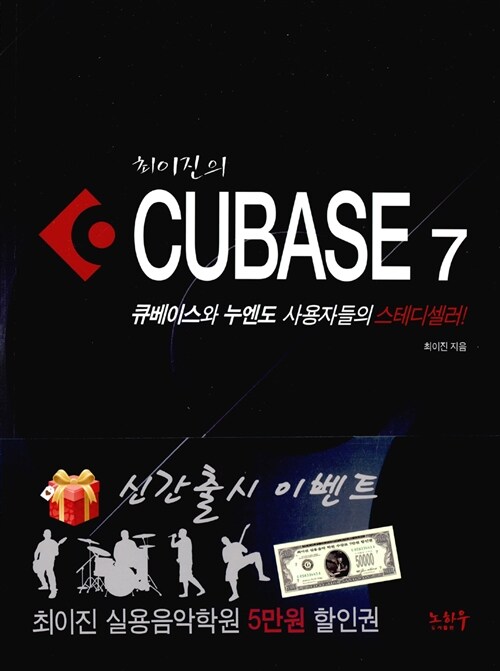 최이진의
CUBASE 7
큐베이스와 누엔도 사용자들의 스테디셀러!
최이진 지음
신간출시 이벤트
50000
최이진 실용음악학원 5만원 할인권
노하우